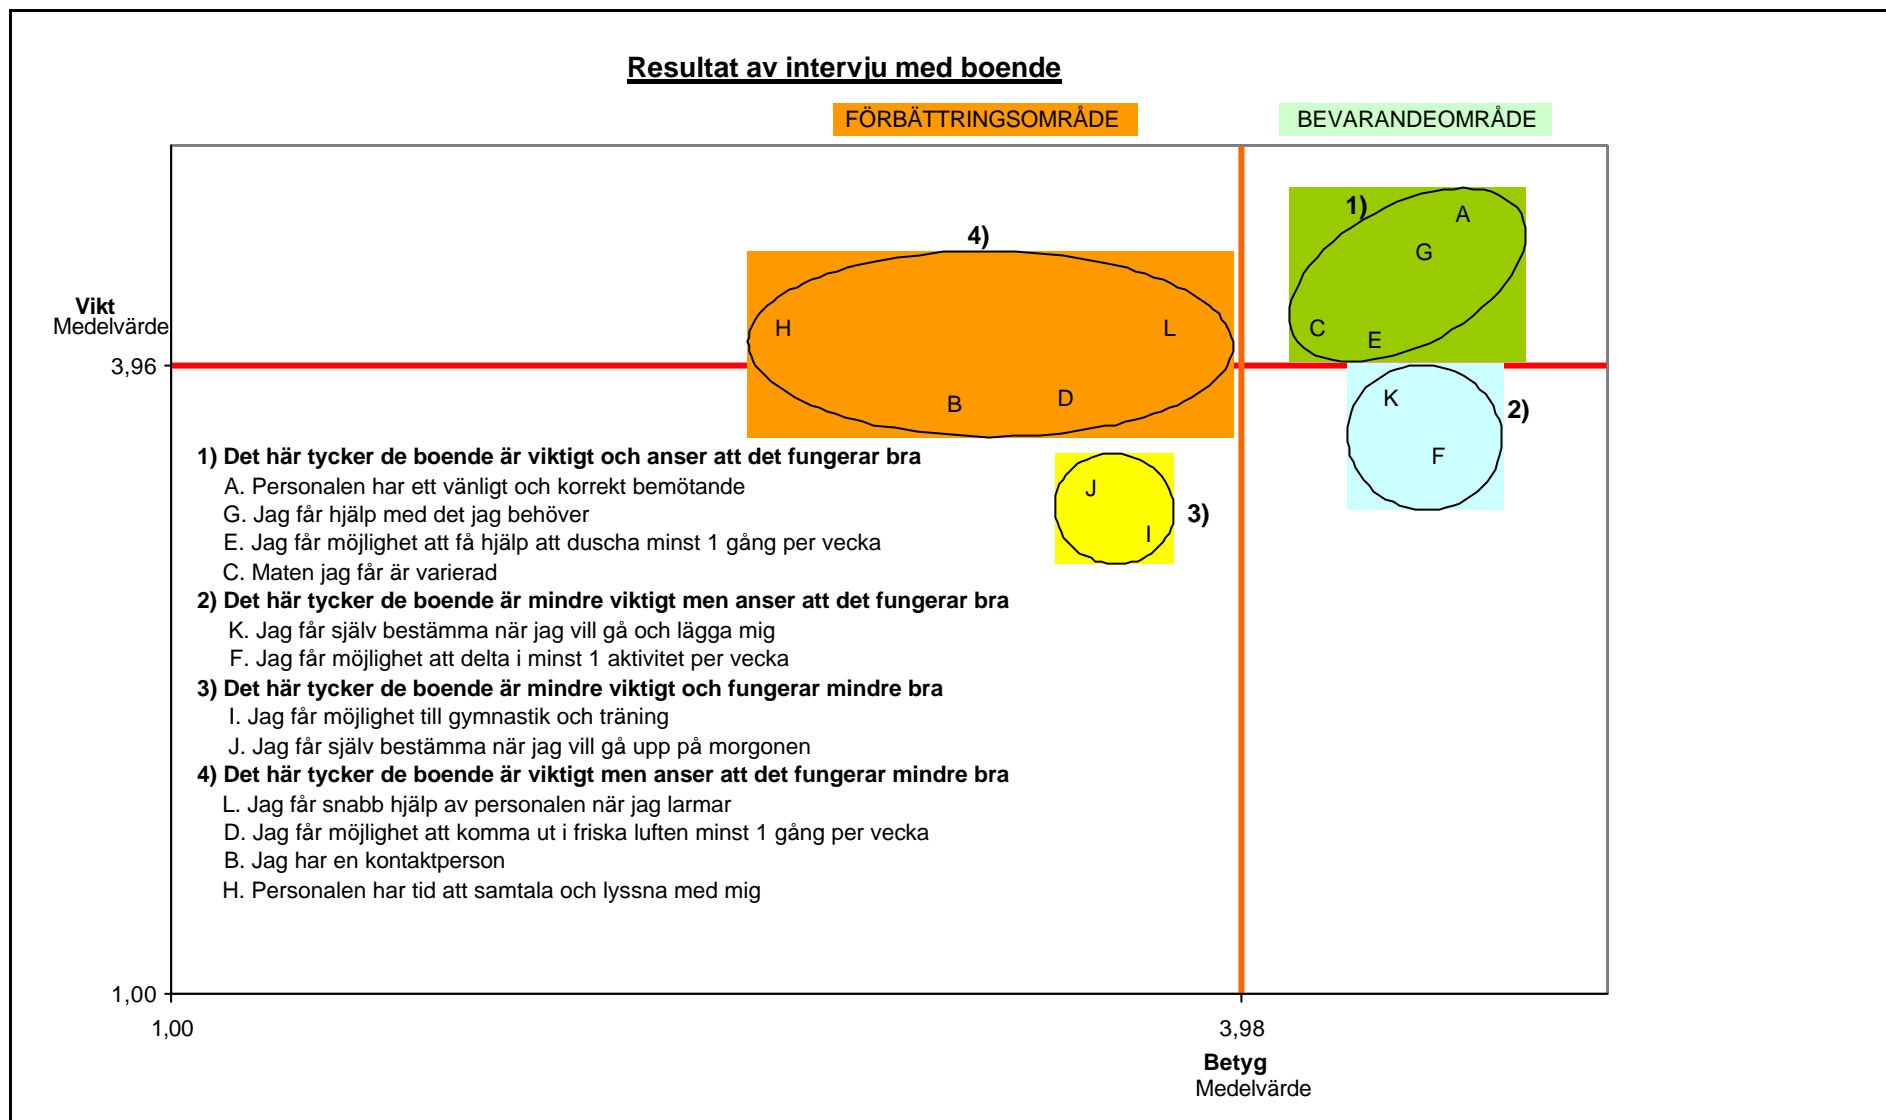 Resultat av intervju med boende
FÖRBÄTTRINGSOMRÅDE
BEVARANDEOMRÅDE
1)
A
G
4)
Vikt
Medelvärde
H
L
C
E
3,96
K
2)
B
D
F
1) Det här tycker de boende är viktigt och anser att det fungerar bra
A. Personalen har ett vänligt och korrekt bemötande
G. Jag får hjälp med det jag behöver
E. Jag får möjlighet att få hjälp att duscha minst 1 gång per vecka
C. Maten jag får är varierad
J
3)
I
2) Det här tycker de boende är mindre viktigt men anser att det fungerar bra
K. Jag får själv bestämma när jag vill gå och lägga mig
F. Jag får möjlighet att delta i minst 1 aktivitet per vecka
3) Det här tycker de boende är mindre viktigt och fungerar mindre bra
I. Jag får möjlighet till gymnastik och träning
J. Jag får själv bestämma när jag vill gå upp på morgonen
4) Det här tycker de boende är viktigt men anser att det fungerar mindre bra
L. Jag får snabb hjälp av personalen när jag larmar
D. Jag får möjlighet att komma ut i friska luften minst 1 gång per vecka
B. Jag har en kontaktperson
H. Personalen har tid att samtala och lyssna med mig
1,00
1,00
3,98
Betyg
Medelvärde